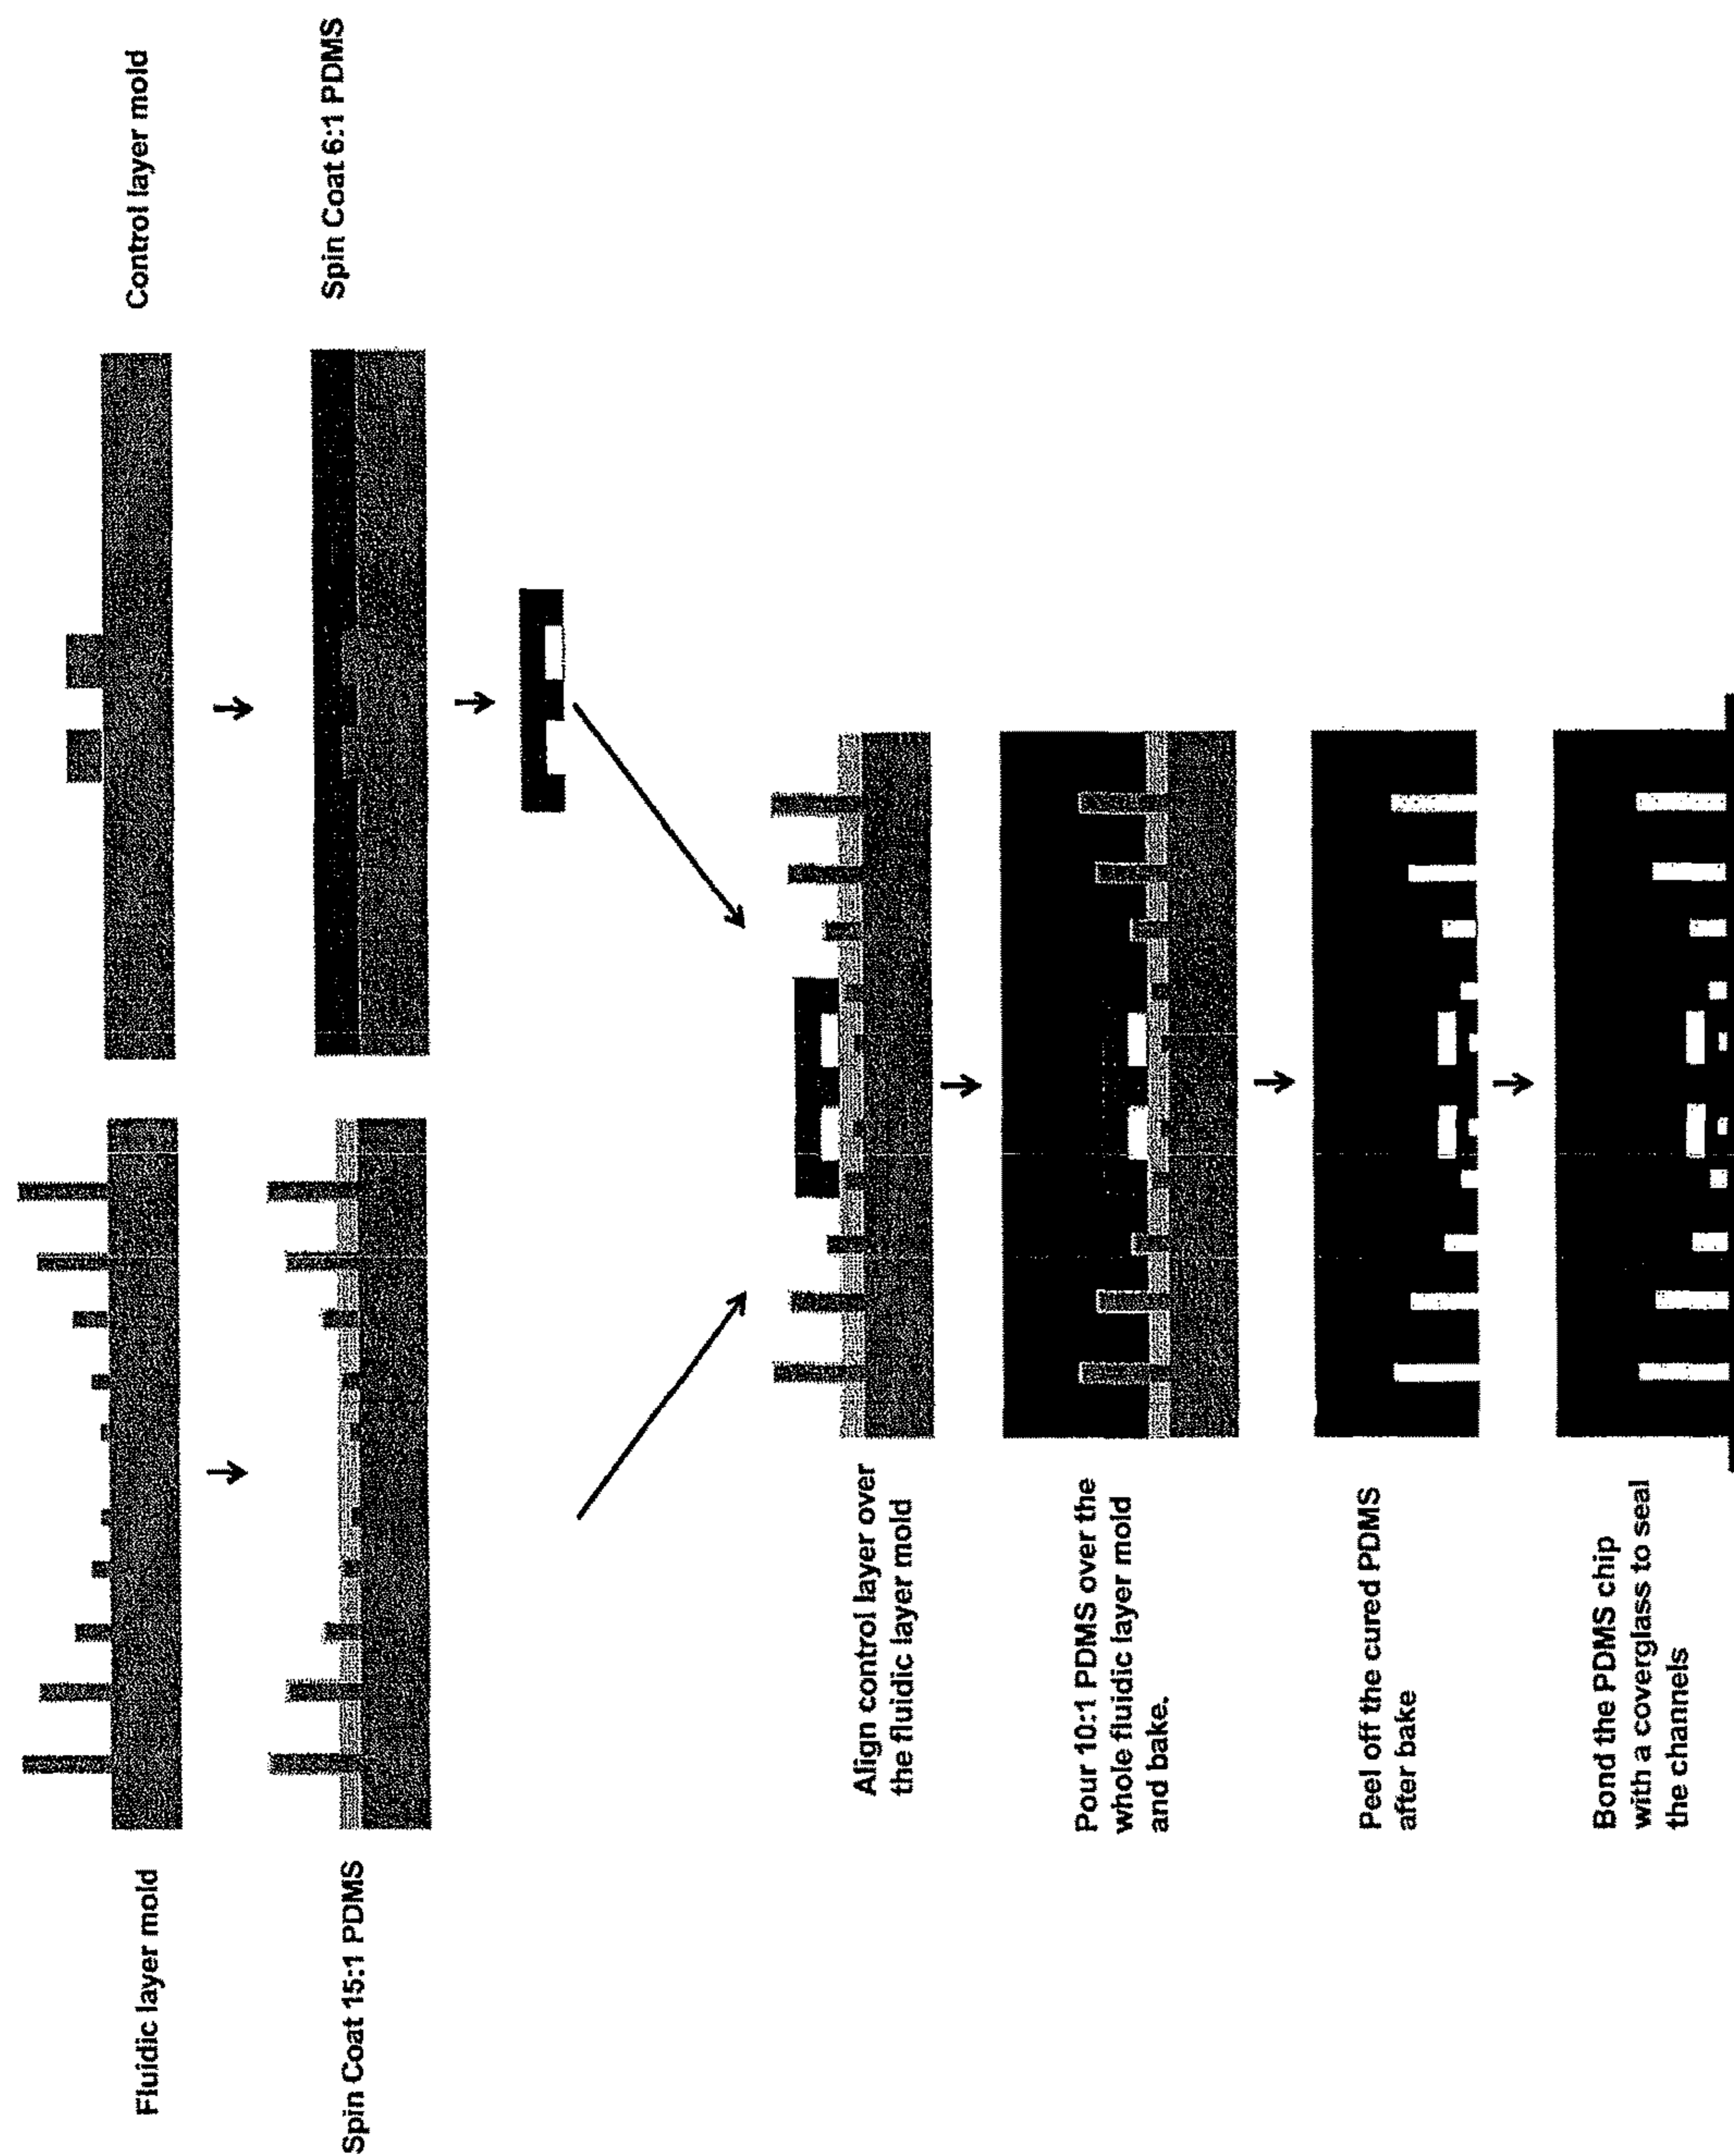 Fluidic layer mold
Control layer mold
Spin Coat 15:1 PDMS
Spin Coat 6:1 PDMS
Align control layer over
the fluidic layer mold
Pour 10:1 PDMS over the
whole fluidic layer mold
and bake.
Peel off the cured PDMS
after bake
Bond the PDMS chip
with a coverglass to seal
the channels